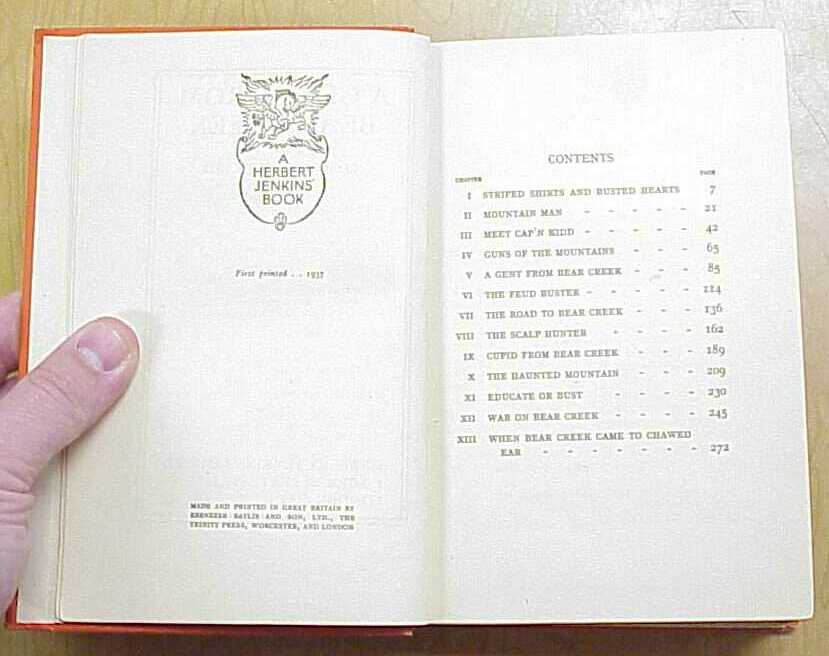 A
HERBERT
JENKINS'
BOOK
First printed . . 1937
MADE AND PRINTED IN GREAT BRITAIN BY
EBENEZER BAYLIS AND SON, LTD., THE
TRINITY PRESS, WORCESTER, AND LONDON
CONTENTS
CHAPTER PAGE
I STRIPED SHIRTS AND BUSTED HEARTS 7
II MOUNTAIN MAN - - - - - 21
III MEET CAP'N KIDD - - - - - 42
IV GUNS OF THE MOUNTAINS - - - 65
V A GENT FROM BEAR CREEK - - - 85
VI THE FEUD BUSTER - - - - - 114
VII THE ROAD TO BEAR CREEK - - - 136
VIII THE SCALP HUNTER - - - - 162
IX CUPID FROM BEAR CREEK - - - - 189
X THE HAUNTED MOUNTAIN - - - - 209
XI EDUCATE OR BUST - - - - 230
XII WAR ON BEAR CREEK - - - - 245
XIII WHEN BEAR CREEK CAME TO CHAWED
EAR - - - - - - - 272